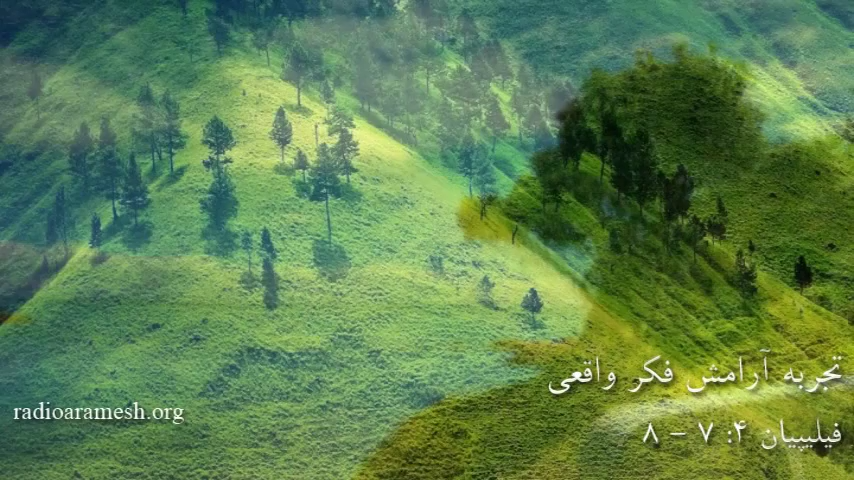 تجربه آرامش فکر واقعی
radioaramesh.org
فیلیپیان ۴: ۷ – ۸